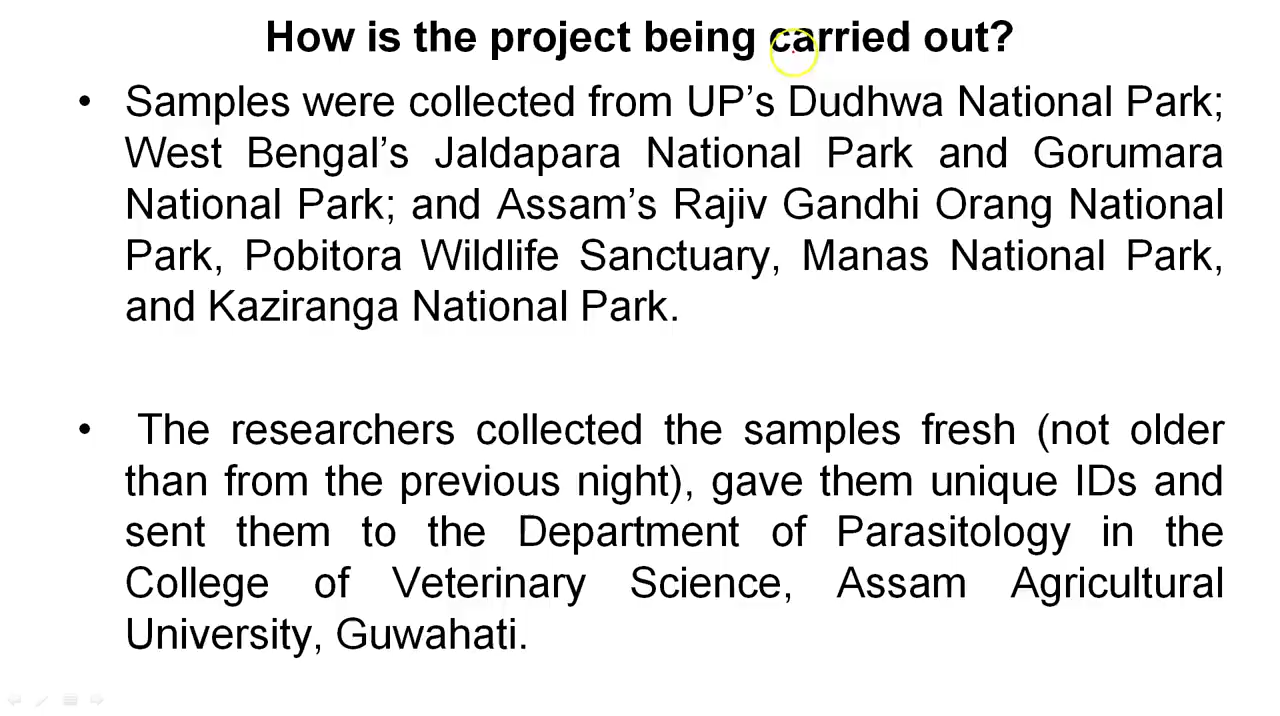 How is the project being carried out?
• Samples were collected from UP’s Dudhwa National Park;
West Bengal’s Jaldapara National Park and Gorumara
National Park; and Assam’s Rajiv Gandhi Orang National
Park, Pobitora Wildlife Sanctuary, Manas National Park,
and Kaziranga National Park.
• The researchers collected the samples fresh (not older
than from the previous night), gave them unique IDs and
sent them to the Department of Parasitology in the
College of Veterinary Science, Assam Agricultural
University, Guwahati.